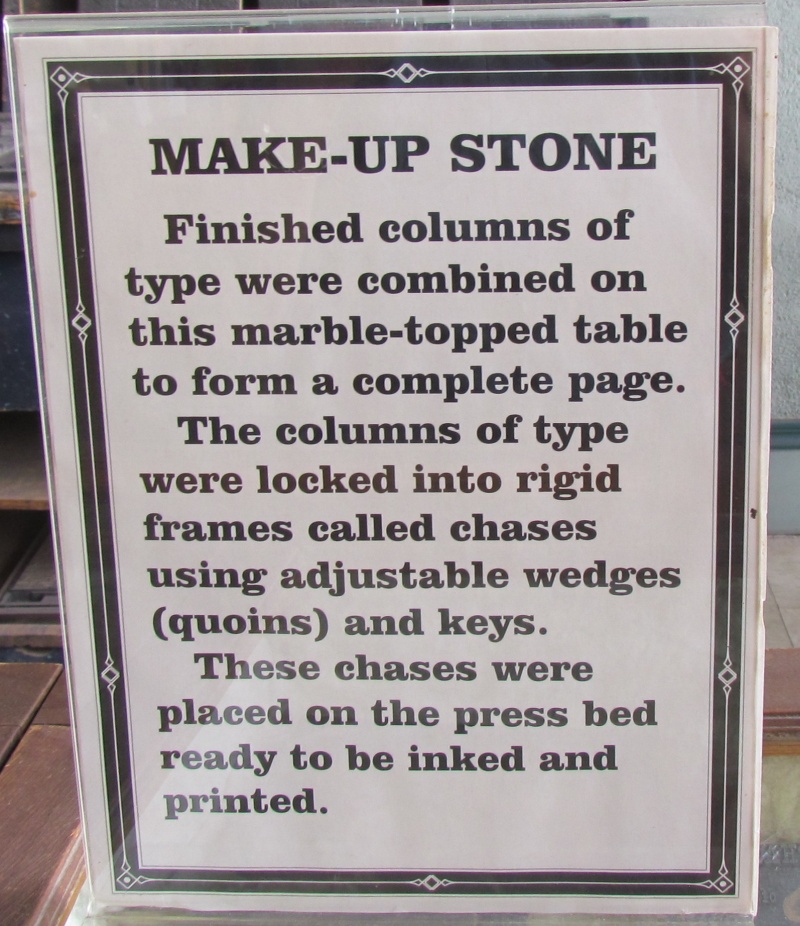 MAKE-UP STONE
Finished columns of
type were combined on
this marble-topped table
to form a complete page.
The columns of type
were locked into rigid
frames called chases
using adjustable wedges
(quoins) and keys.
These chases were
placed on the press bed
ready to be inked and
printed.